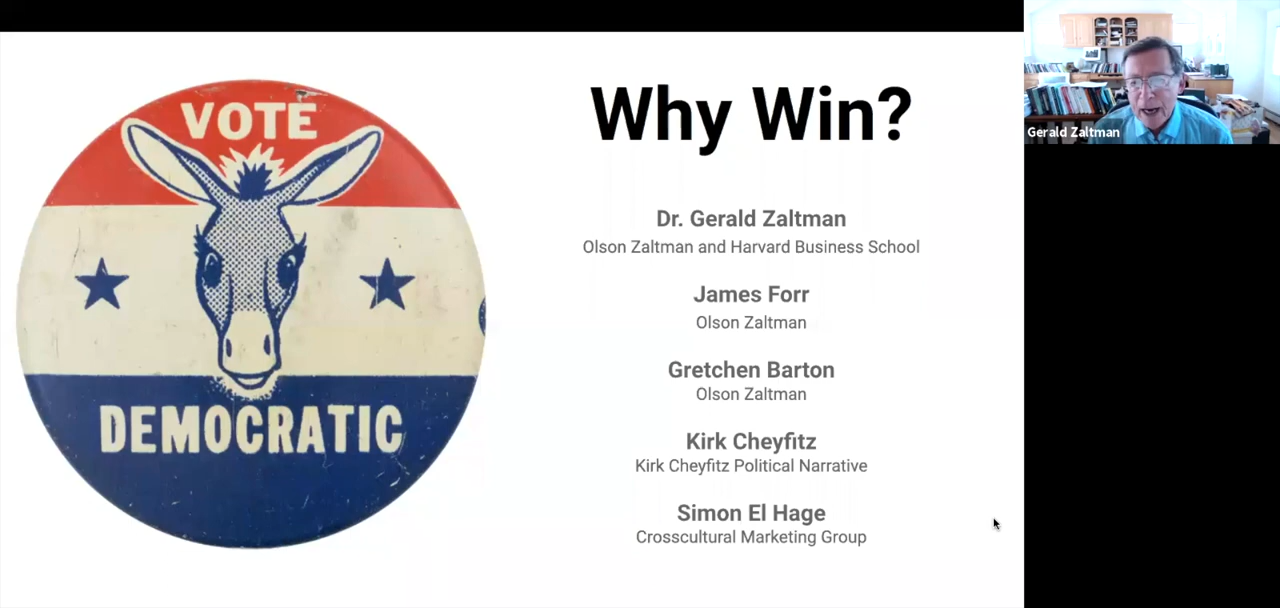 VOTE
DEMOCRATIC
Why Win?
Dr. Gerald Zaltman
Olson Zaltman and Harvard Business School
James Forr
Olson Zaltman
Gretchen Barton
Olson Zaltman
Kirk Cheyfitz
Kirk Cheyfitz Political Narrative
Simon El Hage
Crosscultural Marketing Group
Gerald Zaltman